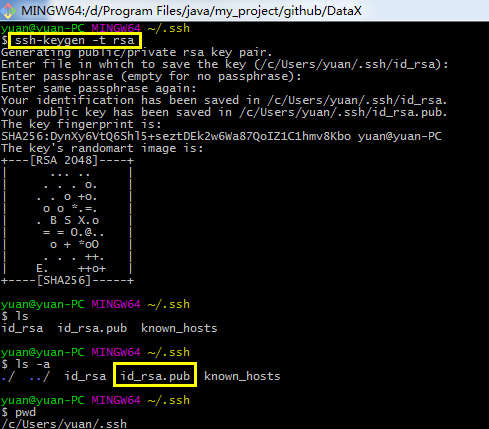 MINGW64:/d/Program Files/java/my_project/github/DataX
yuan@yuan-PC MINGW64 ~/.ssh
$ ssh-keygen -t rsa
Generating public/private rsa key pair.
Enter file in which to save the key (/c/Users/yuan/.ssh/id_rsa):
Enter passphrase (empty for no passphrase):
Enter same passphrase again:
Your identification has been saved in /c/Users/yuan/.ssh/id_rsa.
Your public key has been saved in /c/Users/yuan/.ssh/id_rsa.pub.
The key fingerprint is:
SHA256:DynXy6VtQ6Shl5+seztDEk2w6Wa87QoIZ1C1hmv8Kbo yuan@yuan-PC
The key's randomart image is:
+---[RSA 2048]----+
|      ... ..     |
|     . . . o.    |
|    . . o +o.    |
|     o o *.=.    |
|    . B S X.o    |
|     = = O.@..   |
|      o + *oO    |
|     . . . ++.   |
|    E.    ++o+   |
+----[SHA256]-----+
yuan@yuan-PC MINGW64 ~/.ssh
$ ls
id_rsa  id_rsa.pub  known_hosts
yuan@yuan-PC MINGW64 ~/.ssh
$ ls -a
./  ../  id_rsa  id_rsa.pub  known_hosts
yuan@yuan-PC MINGW64 ~/.ssh
$ pwd
/c/Users/yuan/.ssh